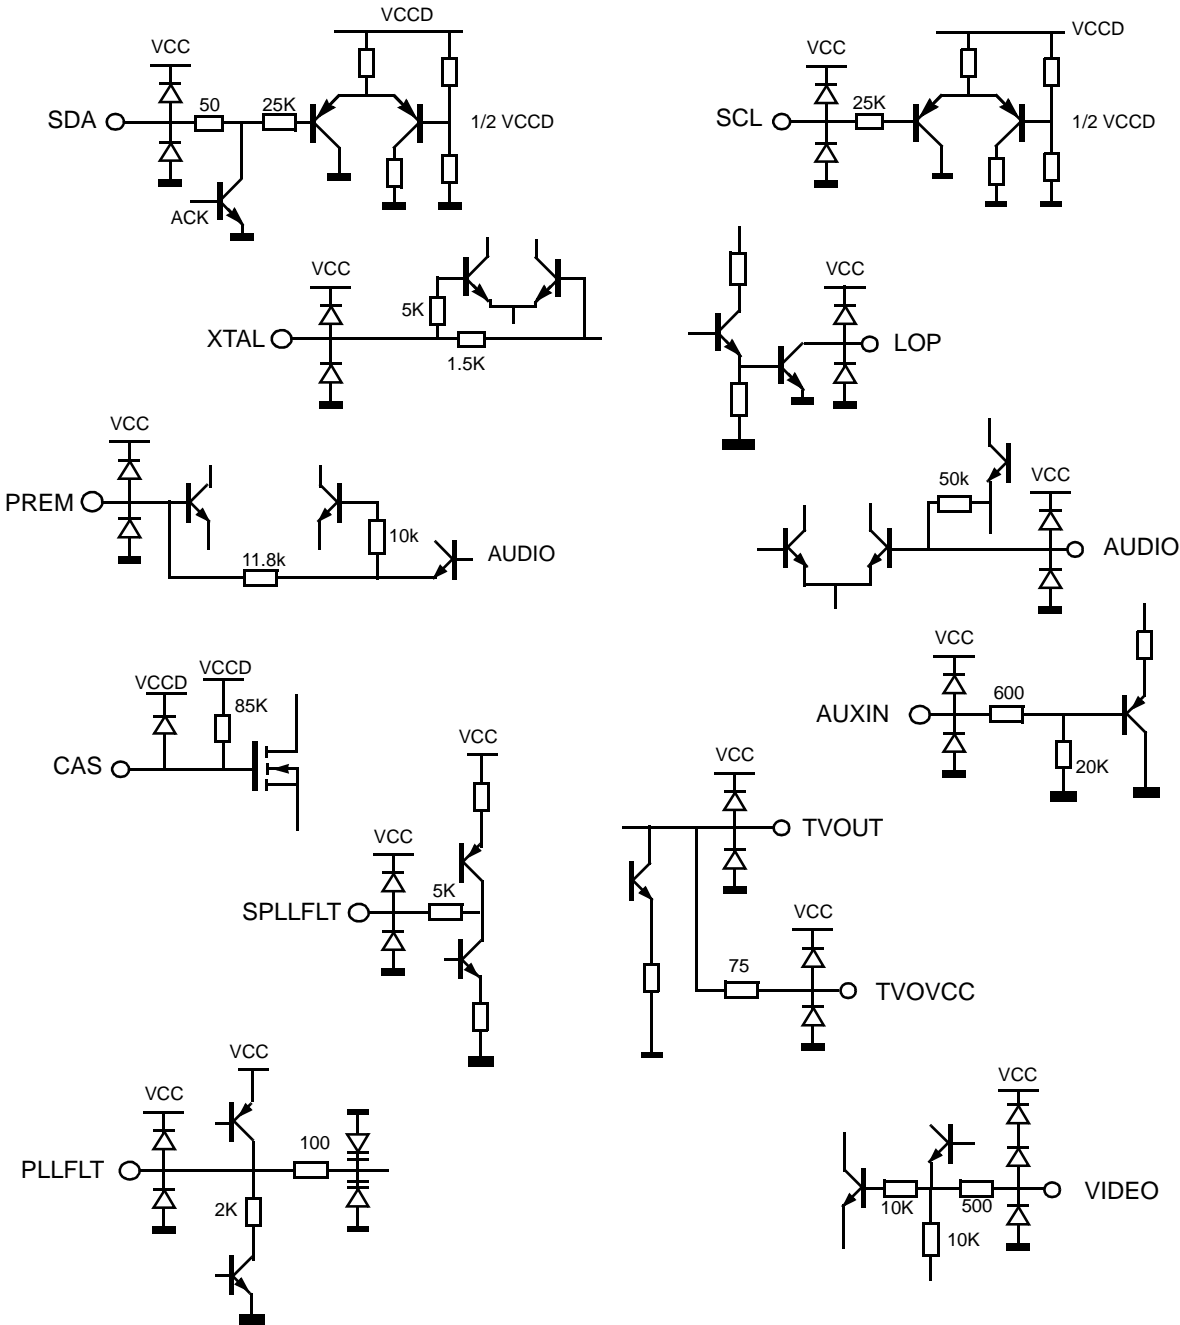 VCCD
VCC
50
25K
SDA
1/2 VCCD
ACK
VCCD
VCC
25K
SCL
1/2 VCCD
VCC
5K
XTAL
1.5K
VCC
LOP
VCC
PREM
10k
11.8k
AUDIO
50k
VCC
AUDIO
VCCD
VCCD
85K
CAS
VCC
600
AUXIN
20K
VCC
VCC
5K
SPLLFLT
VCC
TVOUT
VCC
75
TVOVCC
VCC
VCC
100
PLLFLT
2K
VCC
10K
500
VIDEO
10K